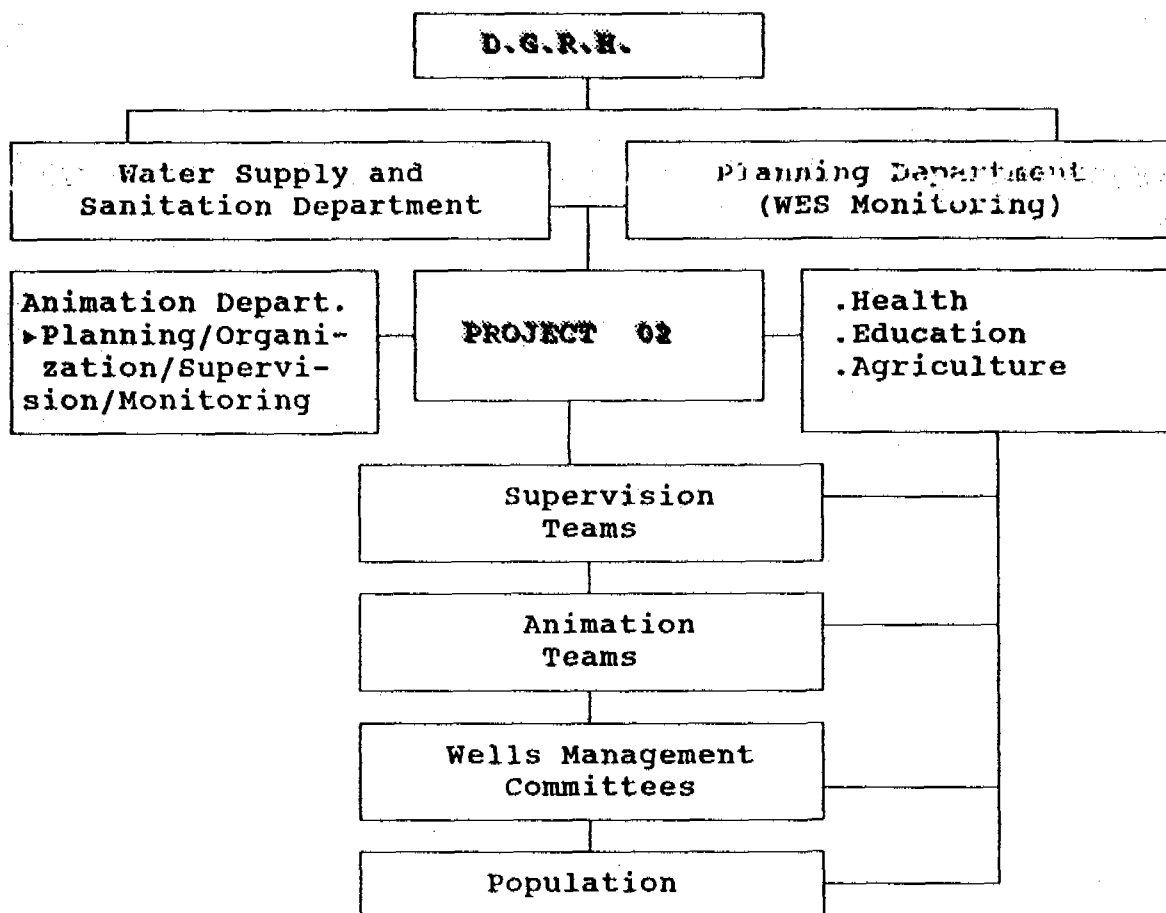 D.G.R.H.
Water Supply and
Sanitation Department
Planning Department
(WES Monitoring)
Animation Depart.
▸Planning/Organi-
zation/Supervi-
sion/Monitoring
PROJECT 02
.Health
.Education
.Agriculture
Supervision
Teams
Animation
Teams
Wells Management
Committees
Population